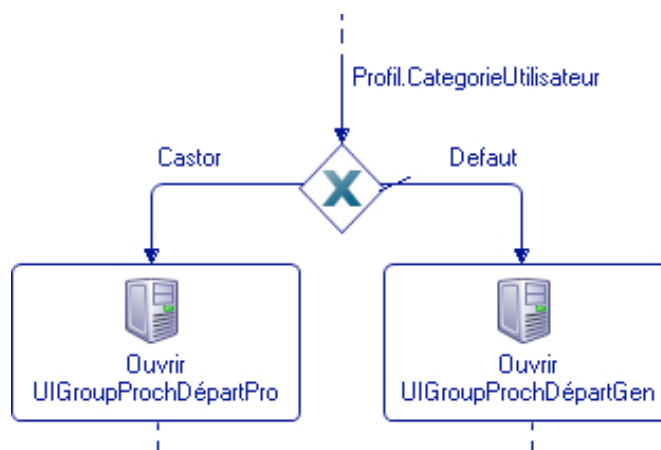 Profil.CategorieUtilisateur
Castor
Defaut
X
Ouvrir
UIGroupProchDépartPro
Ouvrir
UIGroupProchDépartGen